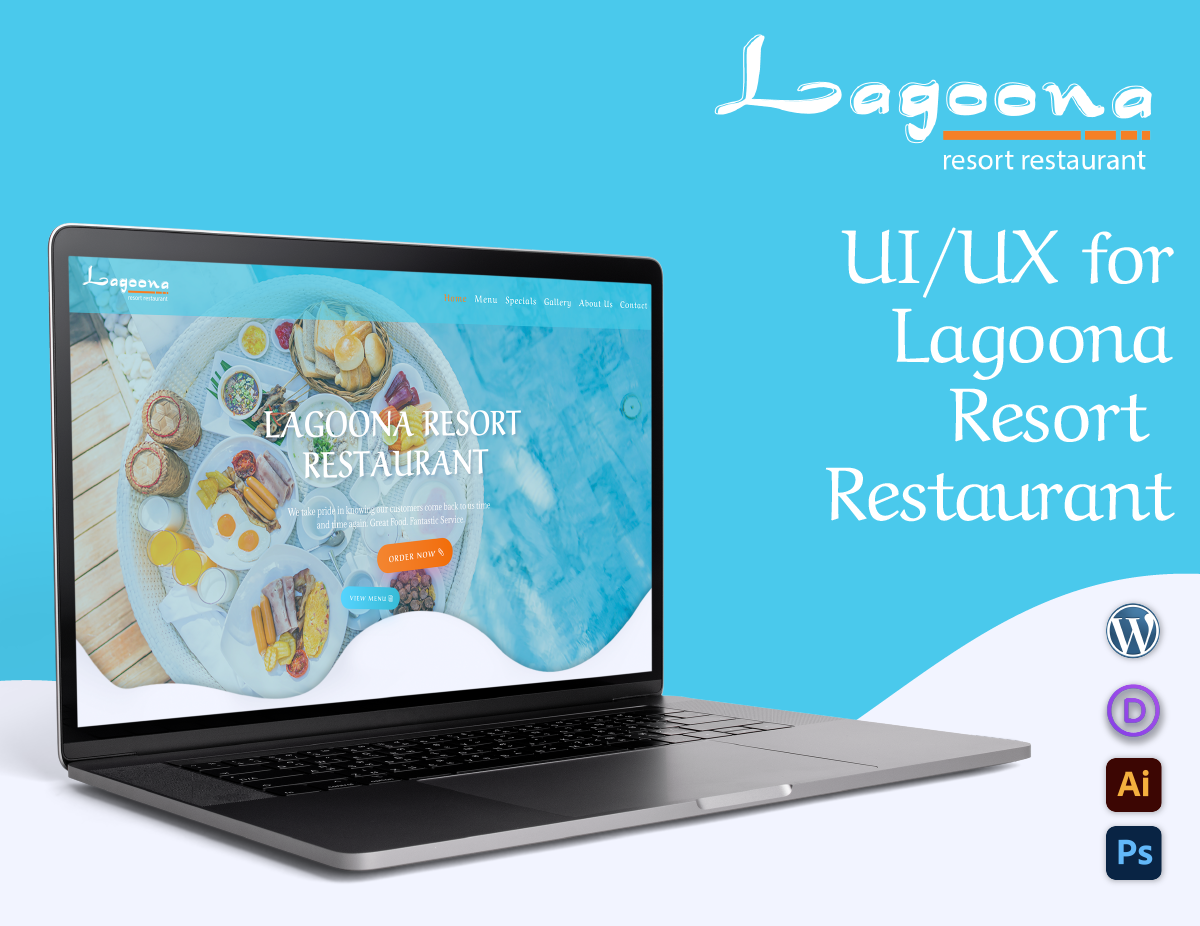 Lagoona
resort restaurant
UI/UX for
Lagoona
Resort
Restaurant
Lagoona
resort restaurant
Home Menu Specials Gallery About Us Contact
LAGOONA RESORT
RESTAURANT
We take pride in knowing our customers come back to us time
and time again. Great Food, Fantastic Service
ORDER NOW
VIEW MENU
W
D
Ai
Ps